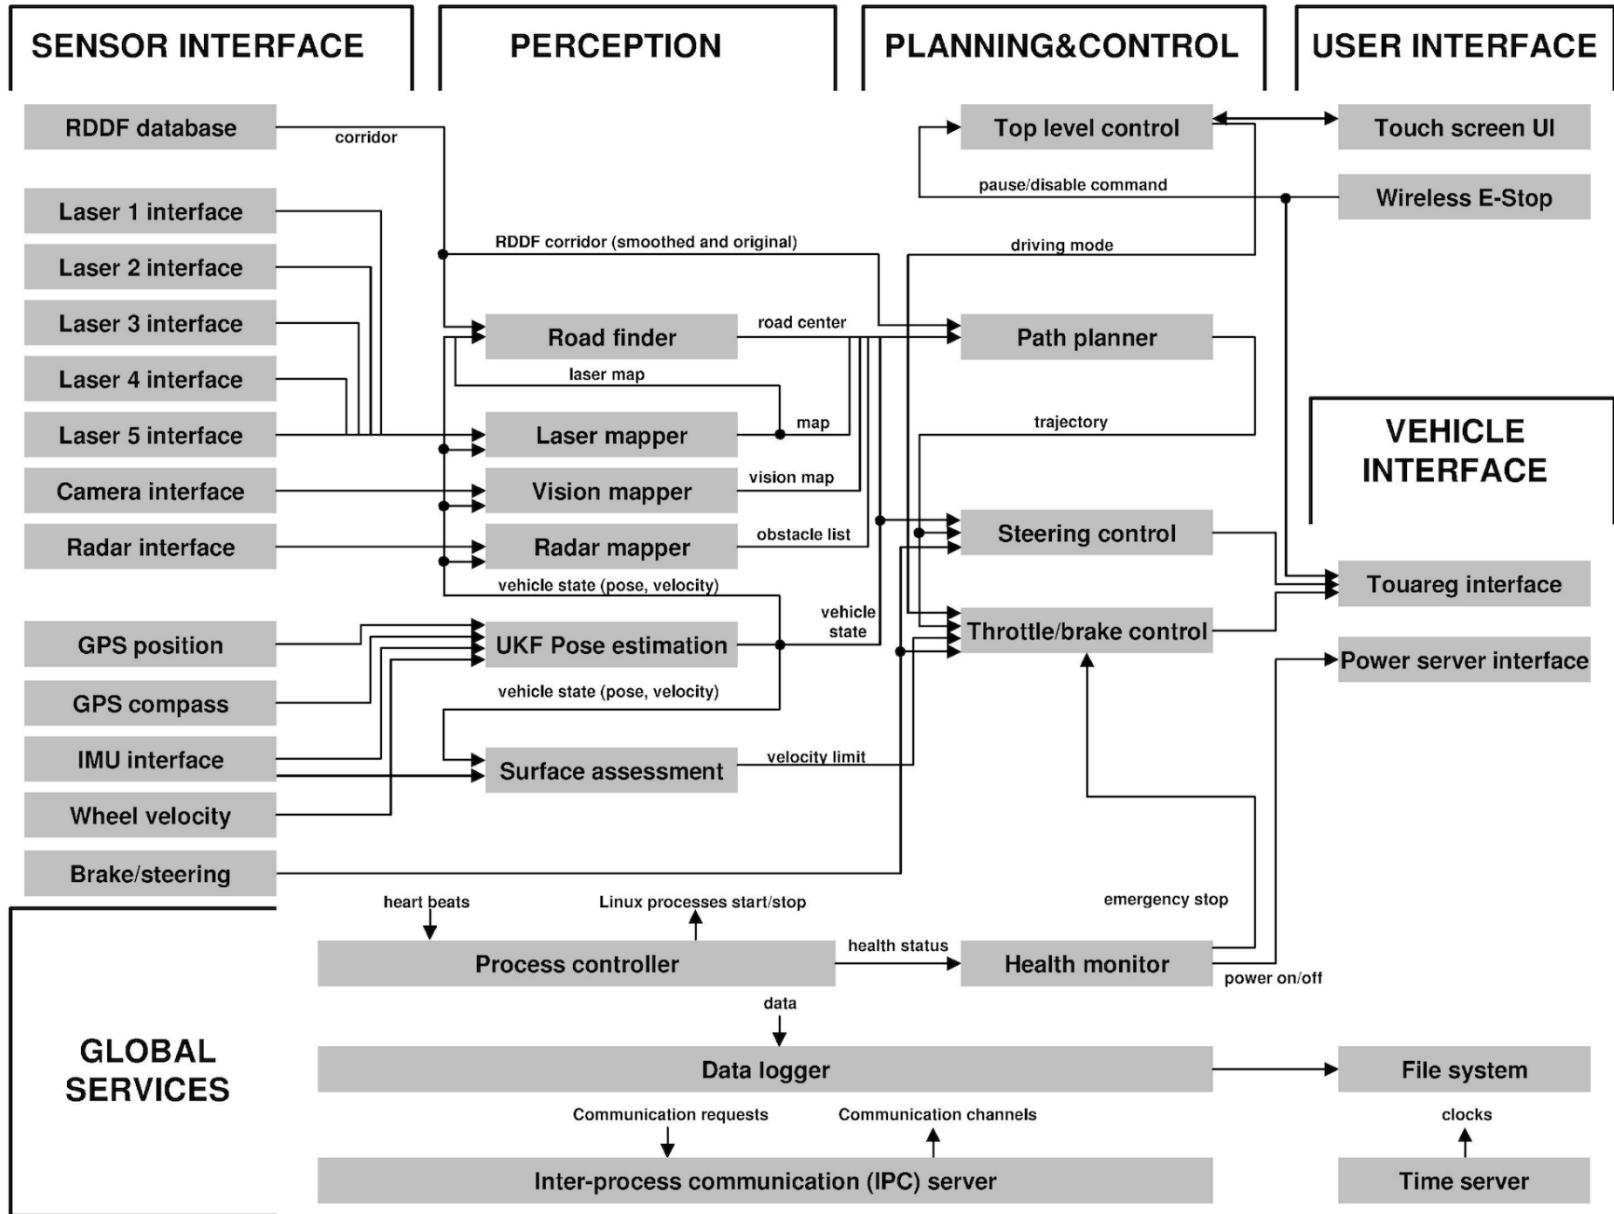 SENSOR INTERFACE
PERCEPTION
PLANNING&CONTROL
USER INTERFACE
RDDF database
corridor
Top level control
Touch screen UI
pause/disable command
Wireless E-Stop
Laser 1 interface
RDDF corridor (smoothed and original)
driving mode
Laser 2 interface
Laser 3 interface
Road finder
road center
Path planner
Laser 4 interface
laser map
Laser 5 interface
Laser mapper
map
trajectory
VEHICLE
INTERFACE
Camera interface
Vision mapper
vision map
Radar interface
Radar mapper
obstacle list
Steering control
vehicle state (pose, velocity)
Touareg interface
GPS position
UKF Pose estimation
vehicle
state
Throttle/brake control
Power server interface
vehicle state (pose, velocity)
GPS compass
IMU interface
Surface assessment
velocity limit
Wheel velocity
Brake/steering
heart beats
Linux processes start/stop
emergency stop
Process controller
health status
Health monitor
power on/off
data
GLOBAL
SERVICES
Data logger
File system
Communication requests
Communication channels
clocks
Inter-process communication (IPC) server
Time server